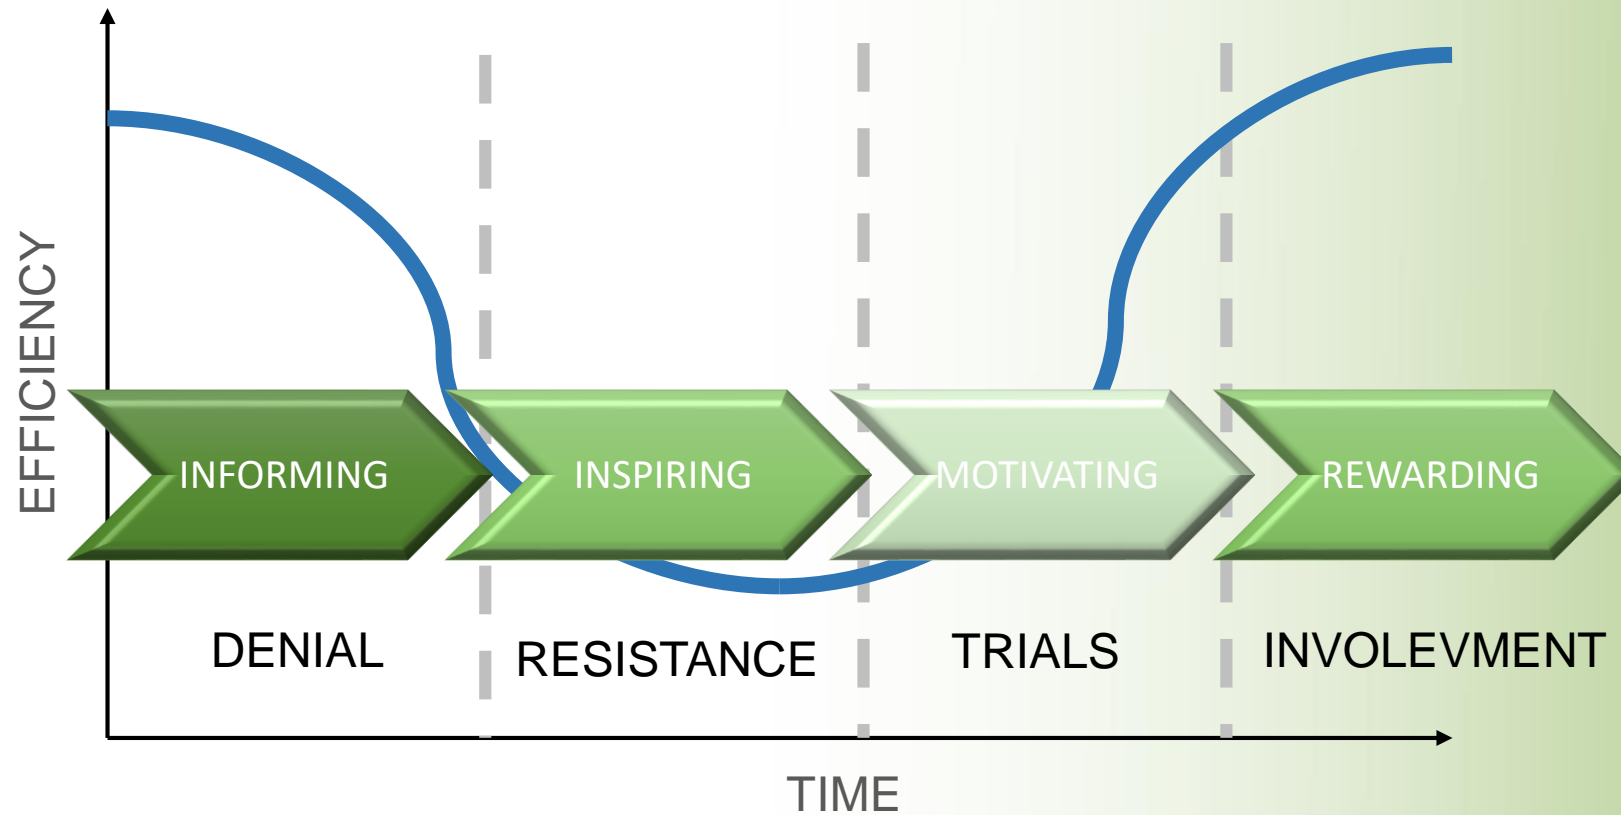 EFFICIENCY
INFORMING
INSPIRING
MOTIVATING
REWARDING
DENIAL
RESISTANCE
TRIALS
INVOLEVMENT
TIME